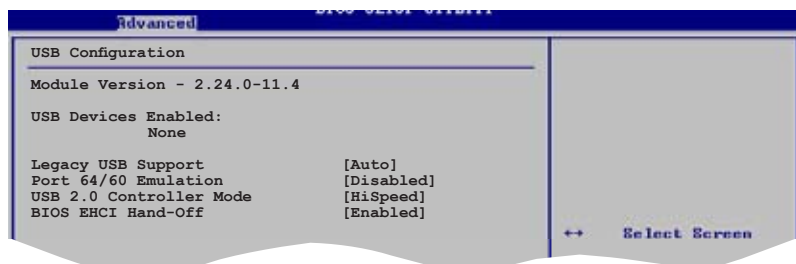 Advanced
USB Configuration
Module Version - 2.24.0-11.4
USB Devices Enabled:
None
Legacy USB Support [Auto]
Port 64/60 Emulation [Disabled]
USB 2.0 Controller Mode [HiSpeed]
BIOS EHCI Hand-Off [Enabled]
↔ Select Screen